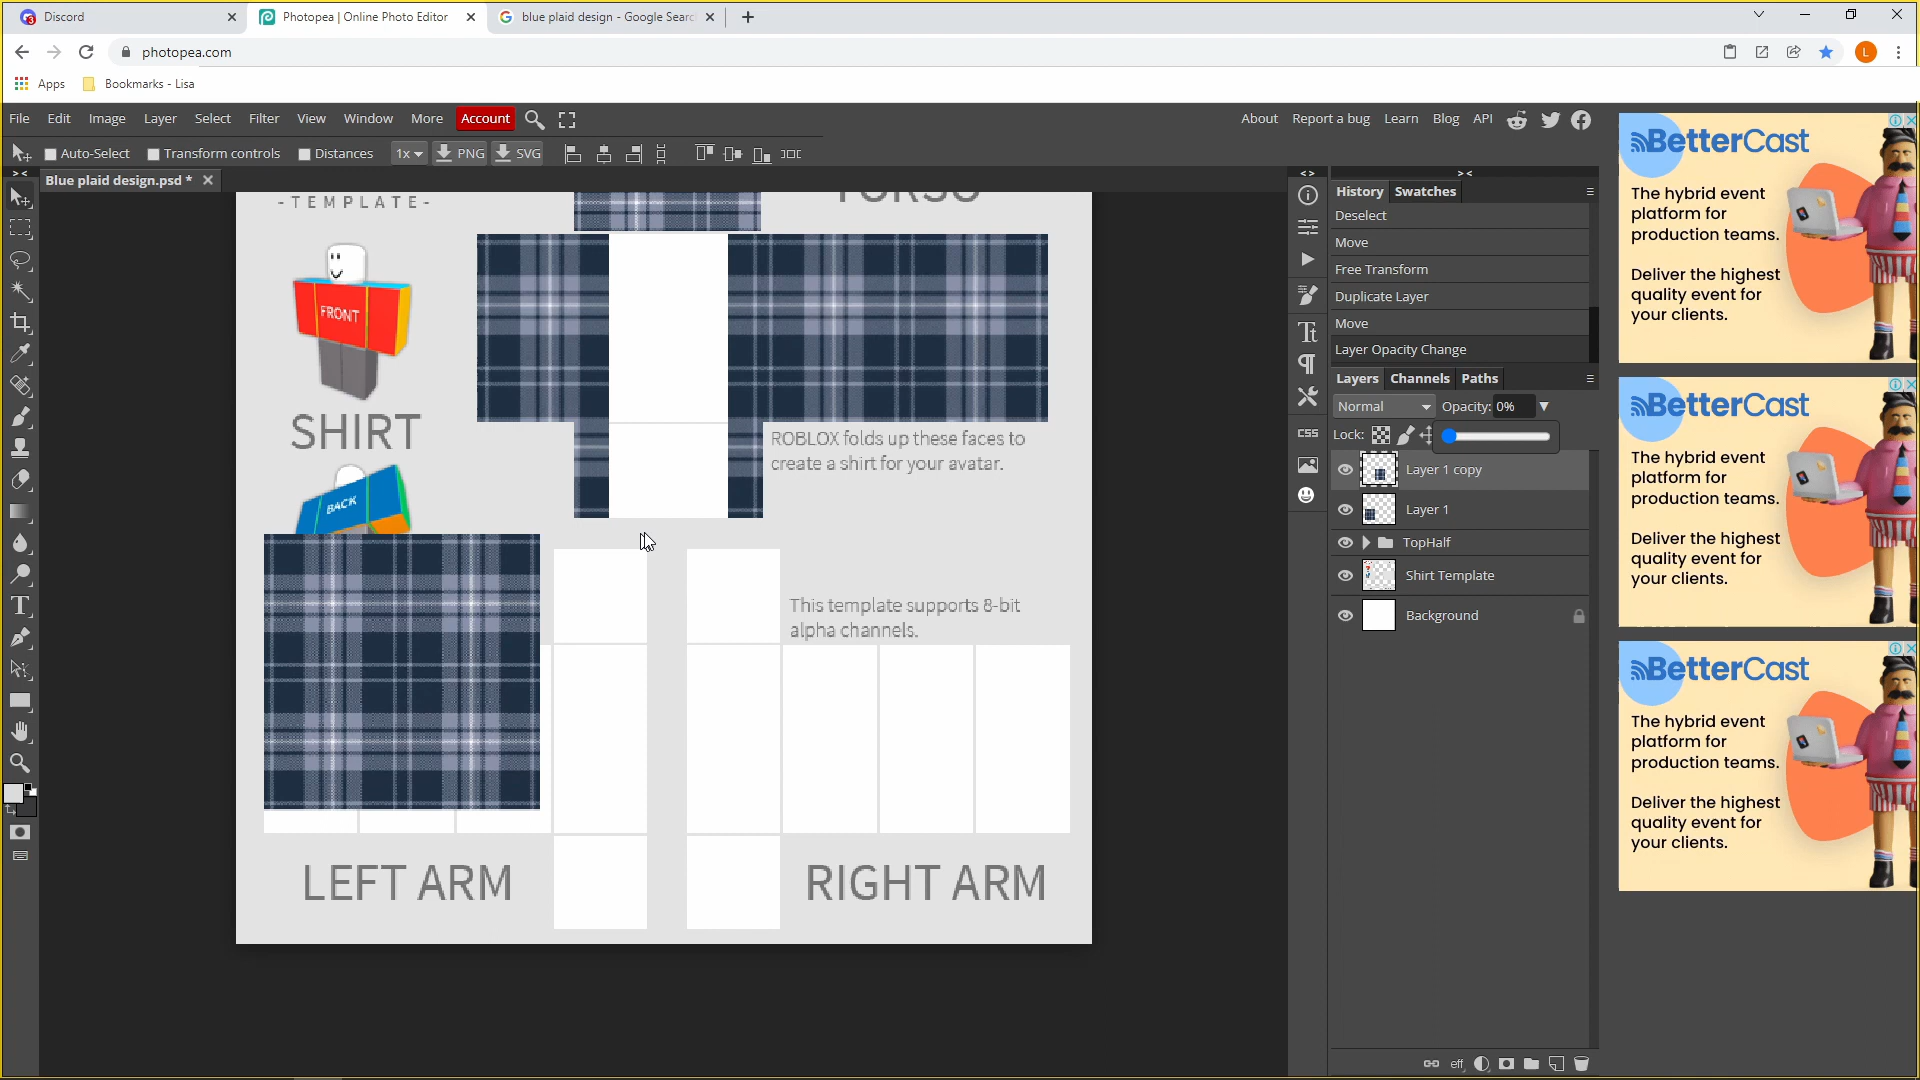 Discord
Photopea | Online Photo Editor
blue plaid design - Google Searc
photopea.com
L
Apps
Bookmarks - Lisa
File Edit Image Layer Select Filter View Window More Account
About Report a bug Learn Blog API
Auto-Select Transform controls Distances 1x PNG SVG
Blue plaid design.psd *
-TEMPLATE-
FRONT
SHIRT
BACK
ROBLOX folds up these faces to
create a shirt for your avatar.
This template supports 8-bit
alpha channels.
LEFT ARM
RIGHT ARM
CSS
History Swatches
Deselect
Move
Free Transform
Duplicate Layer
Move
Layer Opacity Change
Layers Channels Paths
Normal Opacity: 0%
Lock:
Layer 1 copy
Layer 1
TopHalf
Shirt Template
Background
eff
BetterCast
The hybrid event
platform for
production teams.
Deliver the highest
quality event for
your clients.
BetterCast
The hybrid event
platform for
production teams.
Deliver the highest
quality event for
your clients.
BetterCast
The hybrid event
platform for
production teams.
Deliver the highest
quality event for
your clients.